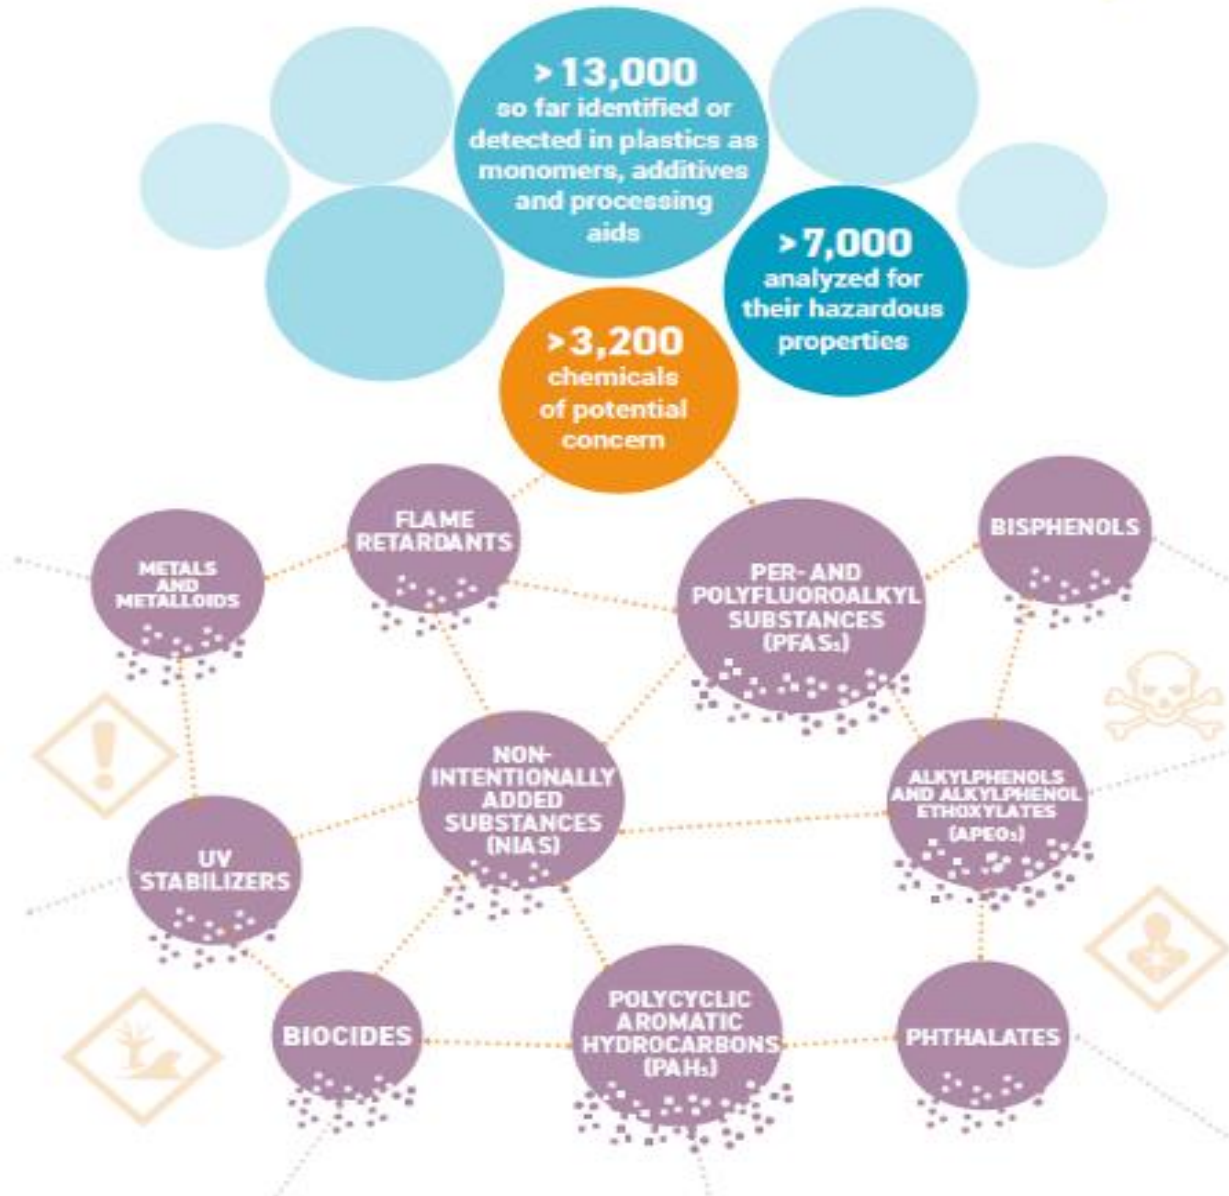 >13,000
so far identified or
detected in plastics as
monomers, additives
and processing
aids
>7,000
analyzed for
their hazardous
properties
>3,200
chemicals
of potential
concern
FLAME
RETARDANTS
BISPHENOLS
METALS
AND
METALLOIDS
PER- AND
POLYFLUOROALKYL
SUBSTANCES
(PFASs)
NON-
INTENTIONALLY
ADDED
SUBSTANCES
(NIAS)
ALKYLPHENOLS
AND ALKYLPHENOL
ETHOXYLATES
(APEOs)
UV
STABILIZERS
BIOCIDES
POLYCYCLIC
AROMATIC
HYDROCARBONS
(PAHs)
PHTHALATES